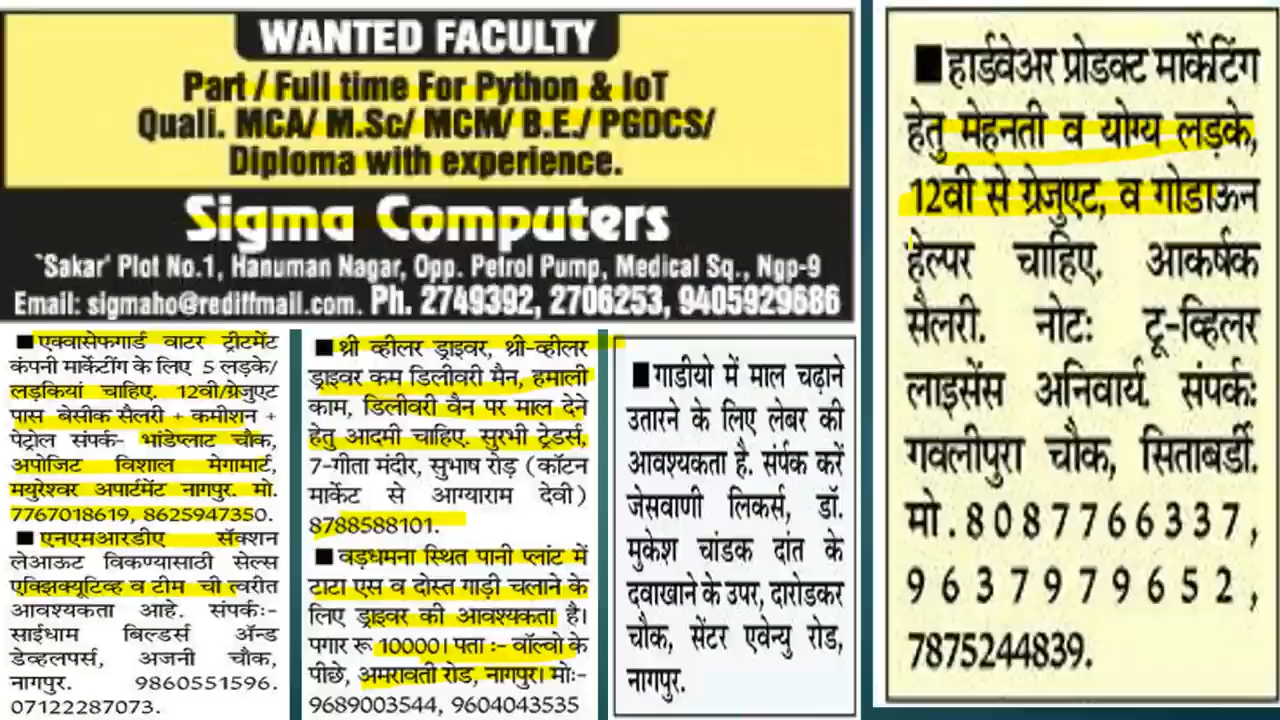 WANTED FACULTY
Part / Full time For Python & IoT
Quali. MCA/ M.Sc/ MCM/ B.E./ PGDCS/
Diploma with experience.
Sigma Computers
`Sakar' Plot No.1, Hanuman Nagar, Opp. Petrol Pump, Medical Sq., Ngp-9
Email: sigmaho@rediffmail.com. Ph. 2749392, 2706253, 9405929686
■एक्वासेफगार्ड वाटर ट्रीटमेंट
कंपनी मार्केटींग के लिए 5 लड़के/
लड़किया चाहिए. 12वी/ग्रेजुएट
पास बेसीक सैलरी + कमीशन +
पेट्रोल संपर्क- भांडेप्लाट चौक,
अपोजिट विशाल मेगामार्ट,
मयुरेश्वर अपार्टमेंट नागपुर. मो.
7767018619, 8625947350.
■एनएमआरडीए सॅक्शन
लेआऊट विकण्यासाठी सेल्स
एक्झिक्यूटिव्ह व टीम ची त्वरीत
आवश्यकता आहे. संपर्कः-
साईधाम बिल्डर्स ॲन्ड
डेव्हलपर्स, अजनी चौक,
नागपुर. 9860551596.
07122287073.
■थ्री व्हीलर ड्राइवर, थ्री-व्हीलर
ड्राइवर कम डिलीवरी मैन, हमाली
काम, डिलीवरी वॅन पर माल देने
हेतु आदमी चाहिए. सुरभी ट्रेडर्स,
7-गीता मंदीर, सुभाष रोड़ (कॉटन
मार्केट से आग्याराम देवी)
8788588101.
■वड़धमना स्थित पानी प्लांट में
टाटा एस व दोस्त गाड़ी चलाने के
लिए ड्राइवर की आवश्यकता है।
पगार रू 10000। पता :- वॉल्वो के
पीछे, अमरावती रोड, नागपुर। मोः-
9689003544, 9604043535
■गाडीयो में माल चढ़ाने
उतारने के लिए लेबर की
आवश्यकता है. संर्पक करें
जेसवाणी लिकर्स, डॉ.
मुकेश चांडक दांत के
दवाखाने के उपर, दारोडकर
चौक, सेंटर एवेन्यु रोड,
नागपुर.
■हार्डवेअर प्रोडक्ट मार्केटिंग
हेतु मेहनती व योग्य लड़के,
12वी से ग्रेजुएट, व गोडाऊन
हेल्पर चाहिए. आकर्षक
सैलरी. नोटः टू-व्हिलर
लाइसेंस अनिवार्य. संपर्कः
गवलीपुरा चौक, सिताबर्डी.
मो.8087766337,
9637979652,
7875244839.